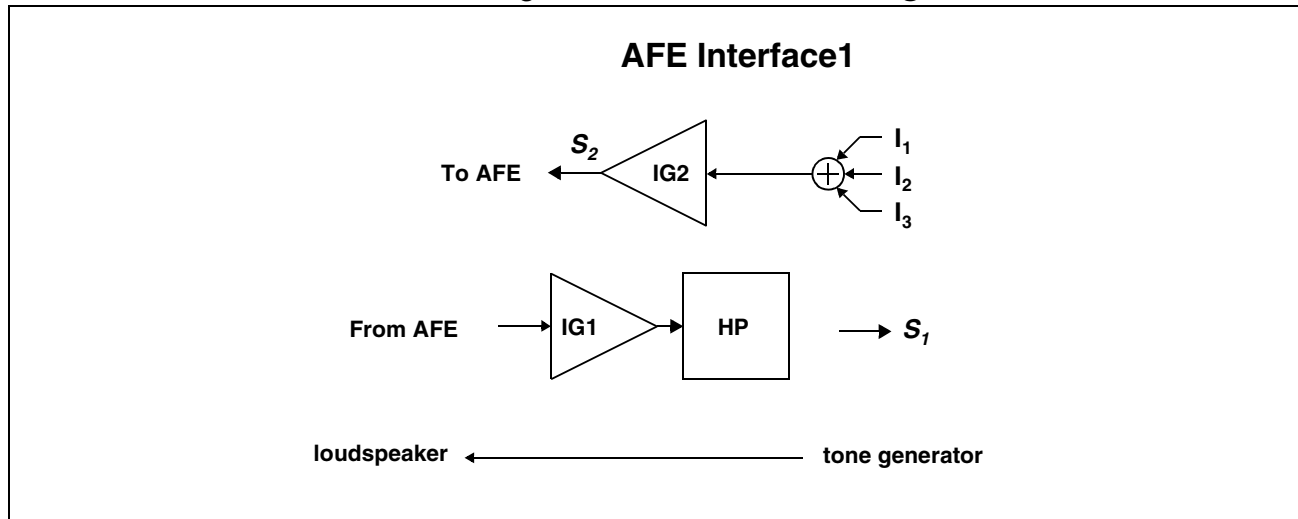 AFE Interface1
S2
I1
To AFE
IG2
I2
I3
From AFE
IG1
HP
S1
loudspeaker
tone generator